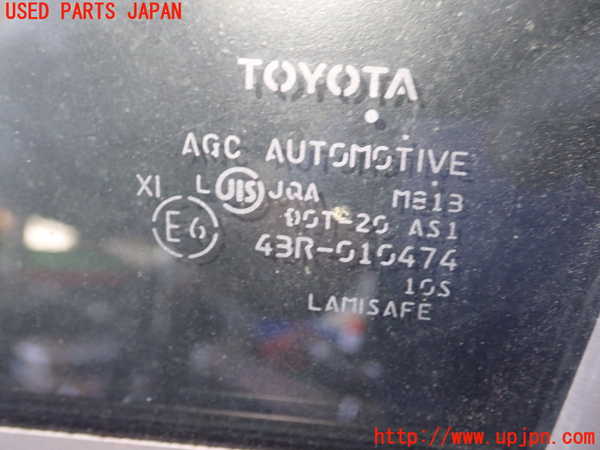 USED PARTS JAPAN
TOYOTA
AGC AUTOMOTIVE
XI L JIS JQA M313
E6 DOT-20 AS1
43R-010474
10S
LAMISAFE
http://www.upjpn.com/